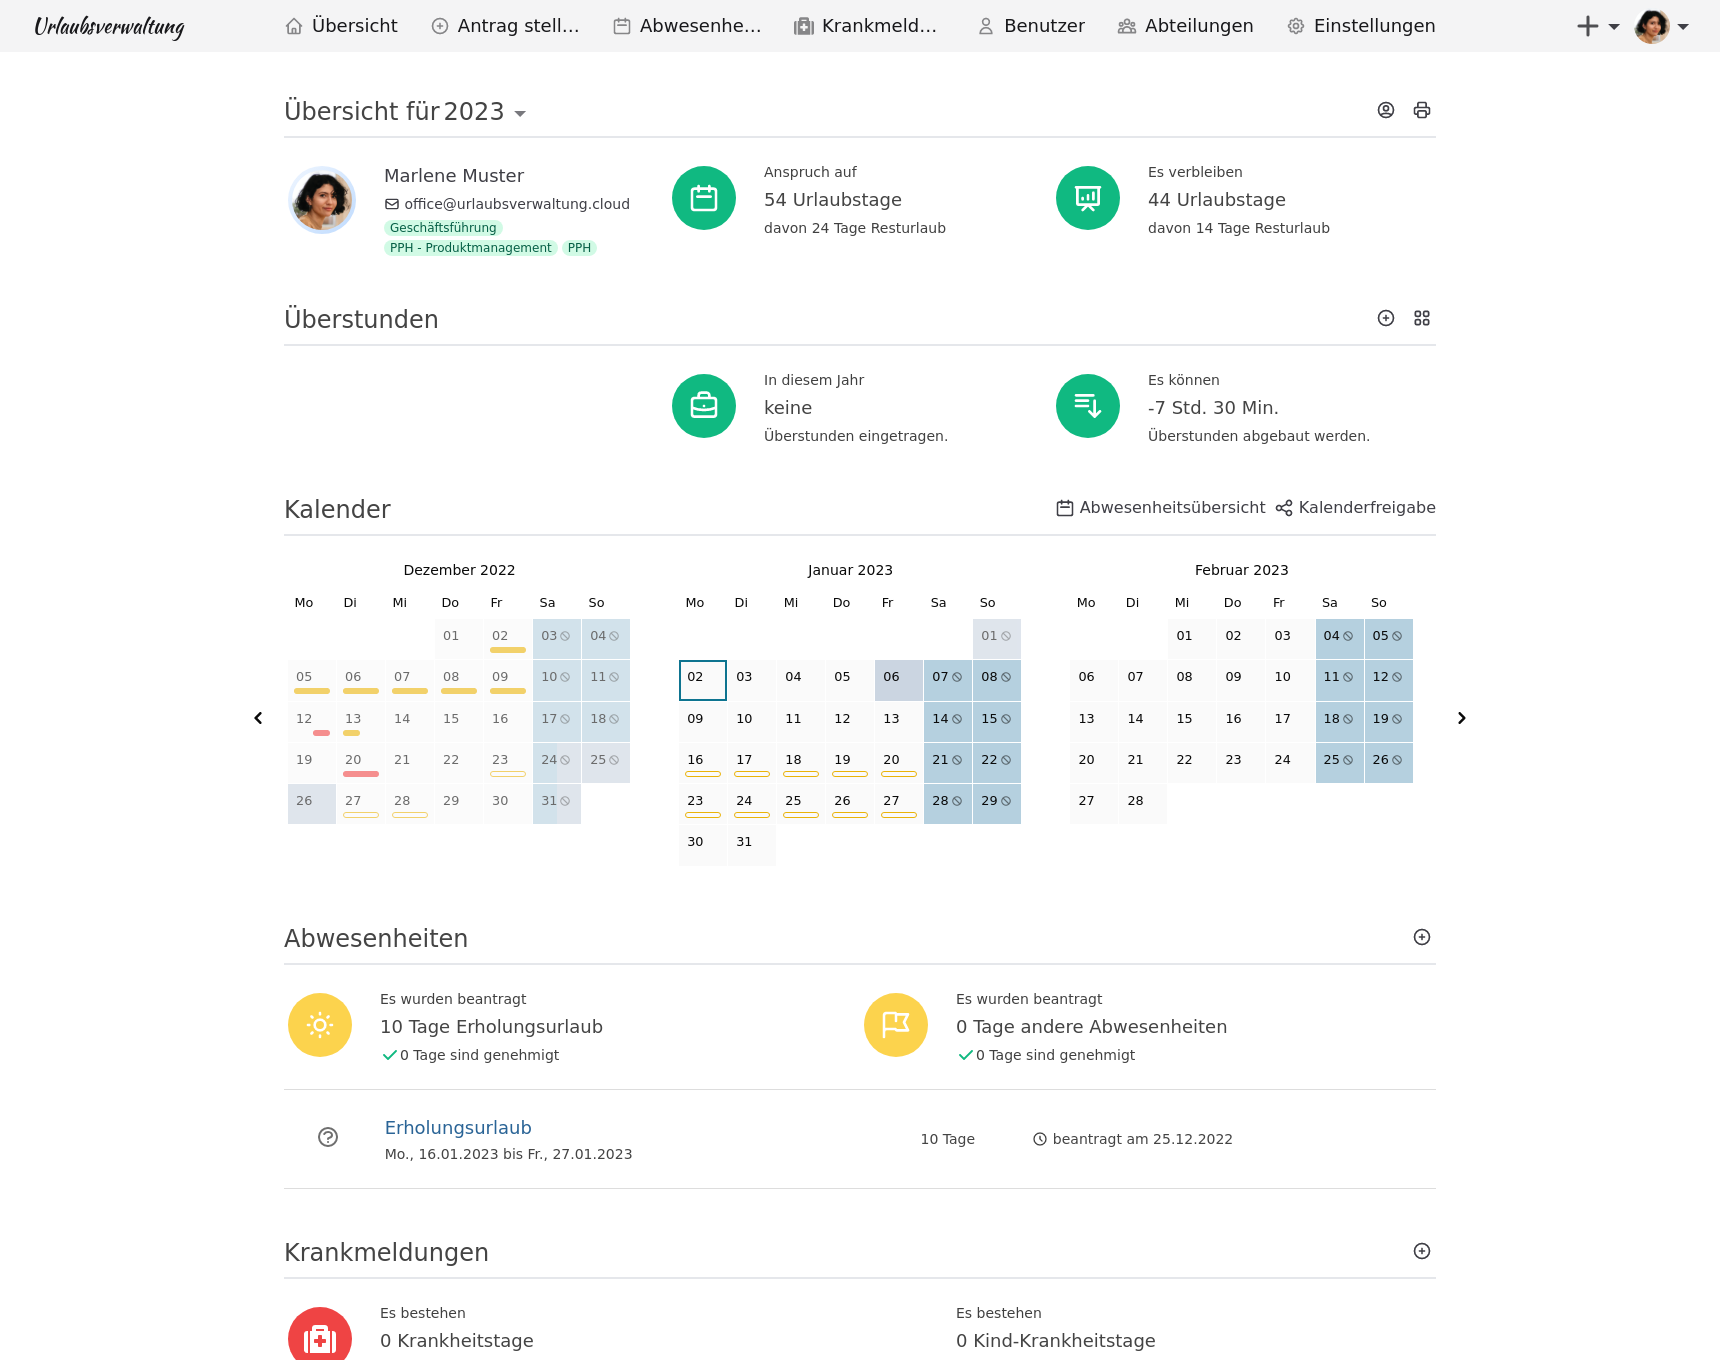 Urlaubsverwaltung
Übersicht
Antrag stell...
Abwesenhe...
Krankmeld...
Benutzer
Abteilungen
Einstellungen
Übersicht für 2023
Marlene Muster
office@urlaubsverwaltung.cloud
Geschäftsführung
PPH - Produktmanagement PPH
Anspruch auf
54 Urlaubstage
davon 24 Tage Resturlaub
Es verbleiben
44 Urlaubstage
davon 14 Tage Resturlaub
Überstunden
In diesem Jahr
keine
Überstunden eingetragen.
Es können
-7 Std. 30 Min.
Überstunden abgebaut werden.
Kalender
Abwesenheitsübersicht
Kalenderfreigabe
Dezember 2022
Mo Di Mi Do Fr Sa So
01 02 03 04
05 06 07 08 09 10 11
12 13 14 15 16 17 18
19 20 21 22 23 24 25
26 27 28 29 30 31
Januar 2023
Mo Di Mi Do Fr Sa So
01
02 03 04 05 06 07 08
09 10 11 12 13 14 15
16 17 18 19 20 21 22
23 24 25 26 27 28 29
30 31
Februar 2023
Mo Di Mi Do Fr Sa So
01 02 03 04 05
06 07 08 09 10 11 12
13 14 15 16 17 18 19
20 21 22 23 24 25 26
27 28
Abwesenheiten
Es wurden beantragt
10 Tage Erholungsurlaub
0 Tage sind genehmigt
Es wurden beantragt
0 Tage andere Abwesenheiten
0 Tage sind genehmigt
Erholungsurlaub
Mo., 16.01.2023 bis Fr., 27.01.2023
10 Tage
beantragt am 25.12.2022
Krankmeldungen
Es bestehen
0 Krankheitstage
Es bestehen
0 Kind-Krankheitstage